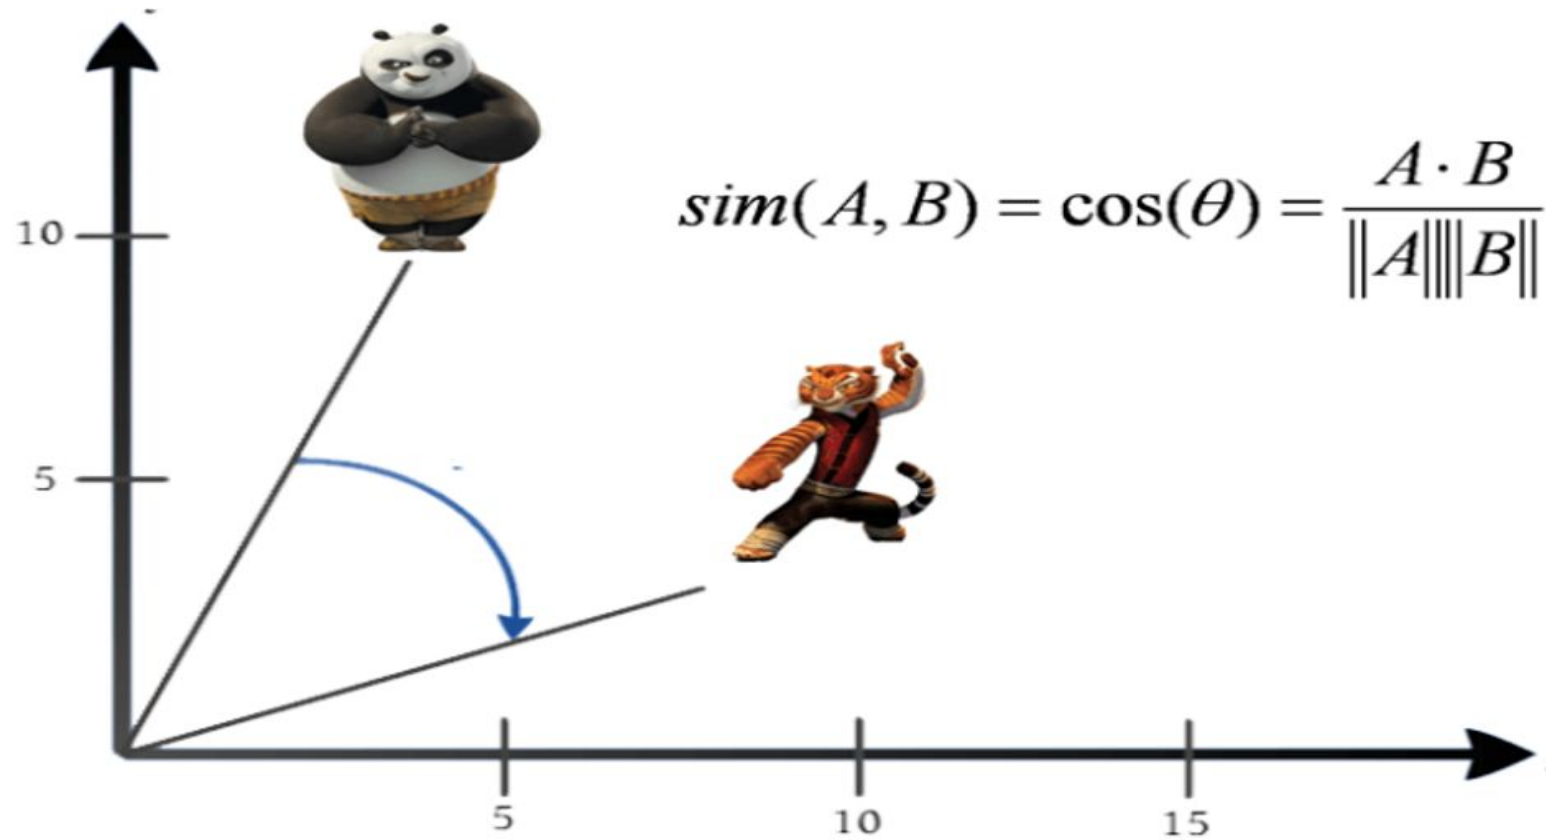 10
sim(A, B) = cos(θ) = A · B / ||A||||B||
5
5 10 15